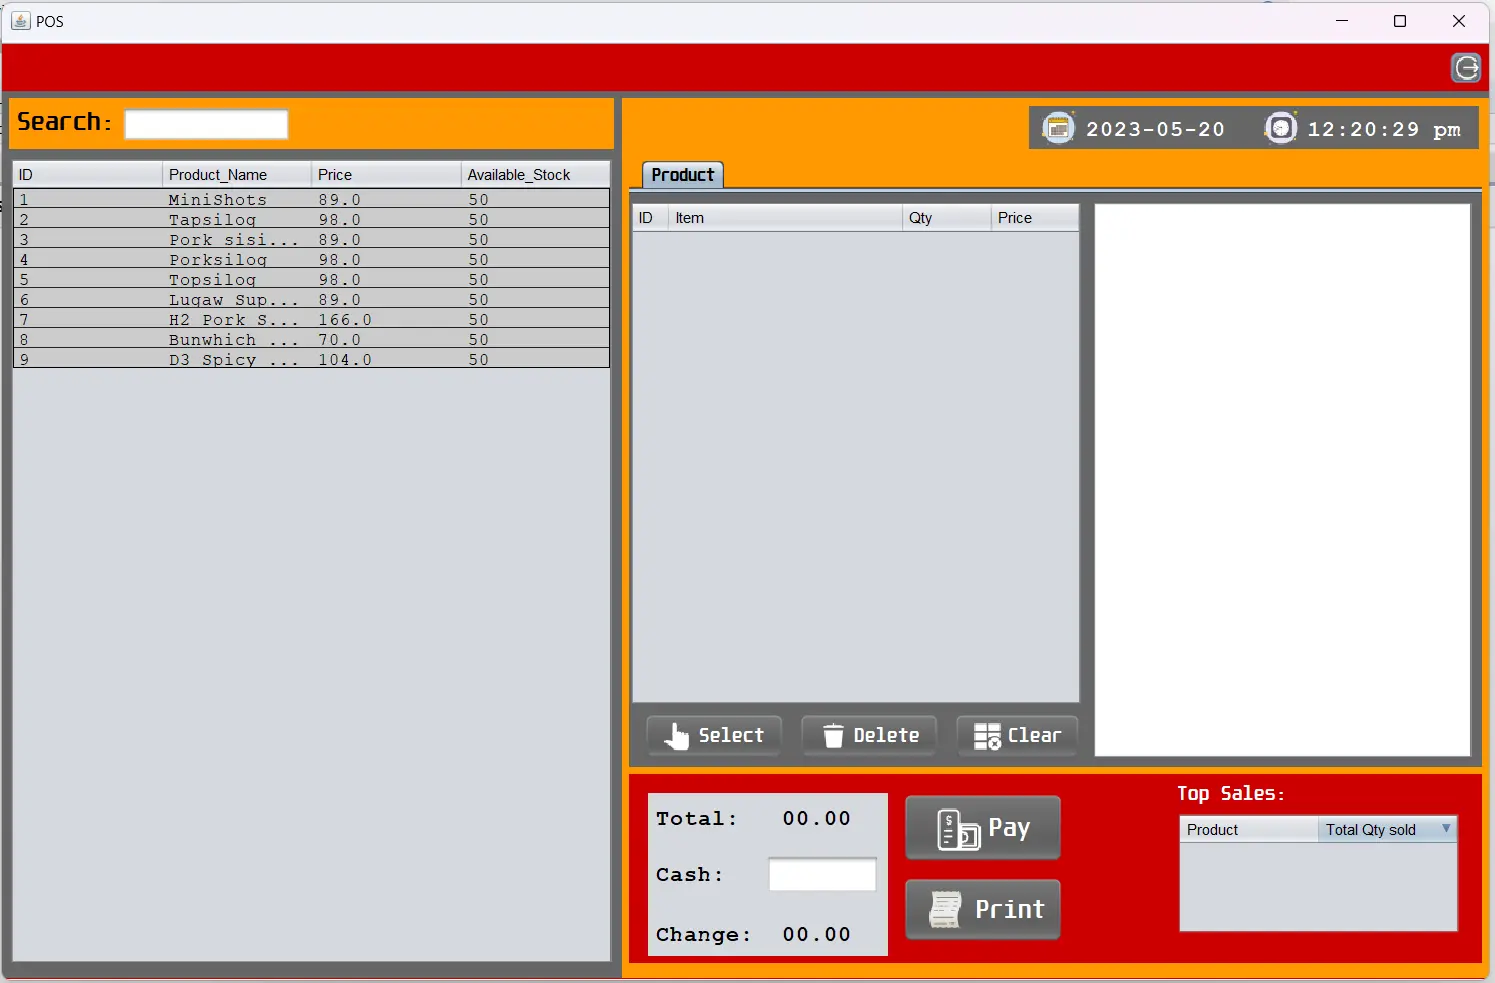 POS
Search:
2023-05-20 12:20:29 pm
ID Product_Name Price Available_Stock
1 MiniShots 89.0 50
2 Tapsilog 98.0 50
3 Pork sisi... 89.0 50
4 Porksilog 98.0 50
5 Topsilog 98.0 50
6 Lugaw Sup... 89.0 50
7 H2 Pork S... 166.0 50
8 Bunwhich ... 70.0 50
9 D3 Spicy ... 104.0 50
Product
ID Item Qty Price
Select Delete Clear
Total: 00.00
Cash:
Change: 00.00
Pay
Print
Top Sales:
Product Total Qty sold